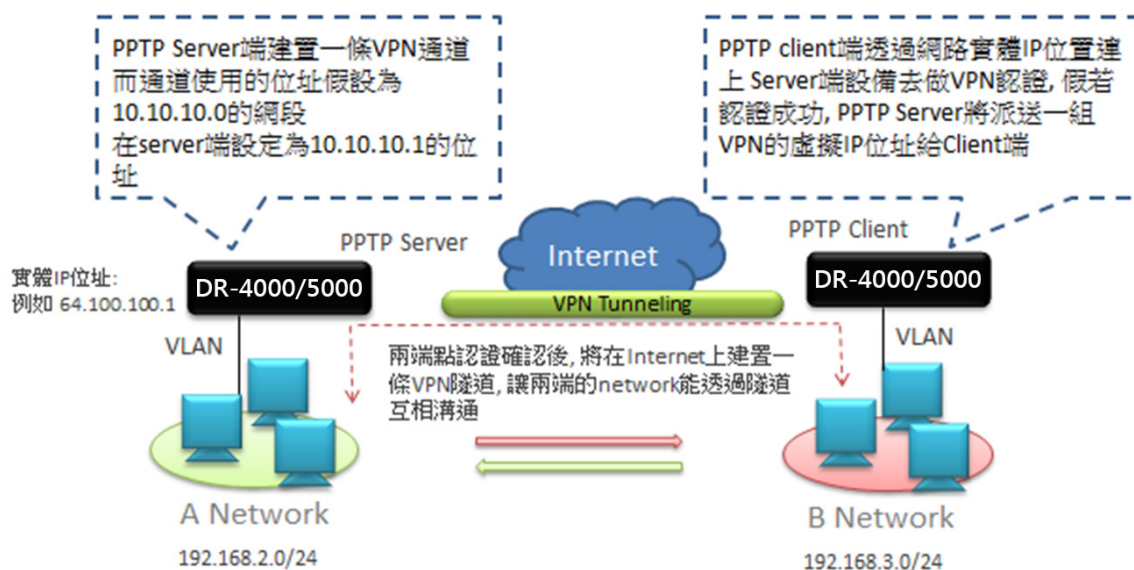 PPTP Server端建置一條VPN通道
而通道使用的位址假設為
10.10.10.0的網段
在server端設定為10.10.10.1的位
址
PPTP client端透過網路實體IP位置連
上 Server端設備去做VPN認證, 假若
認證成功, PPTP Server將派送一組
VPN的虛擬IP位址給Client端
PPTP Server
Internet
PPTP Client
實體IP位址:
例如 64.100.100.1
DR-4000/5000
DR-4000/5000
VPN Tunneling
VLAN
VLAN
兩端點認證確認後, 將在Internet上建置一
條VPN隧道, 讓兩端的network能透過隧道
互相溝通
A Network
B Network
192.168.2.0/24
192.168.3.0/24